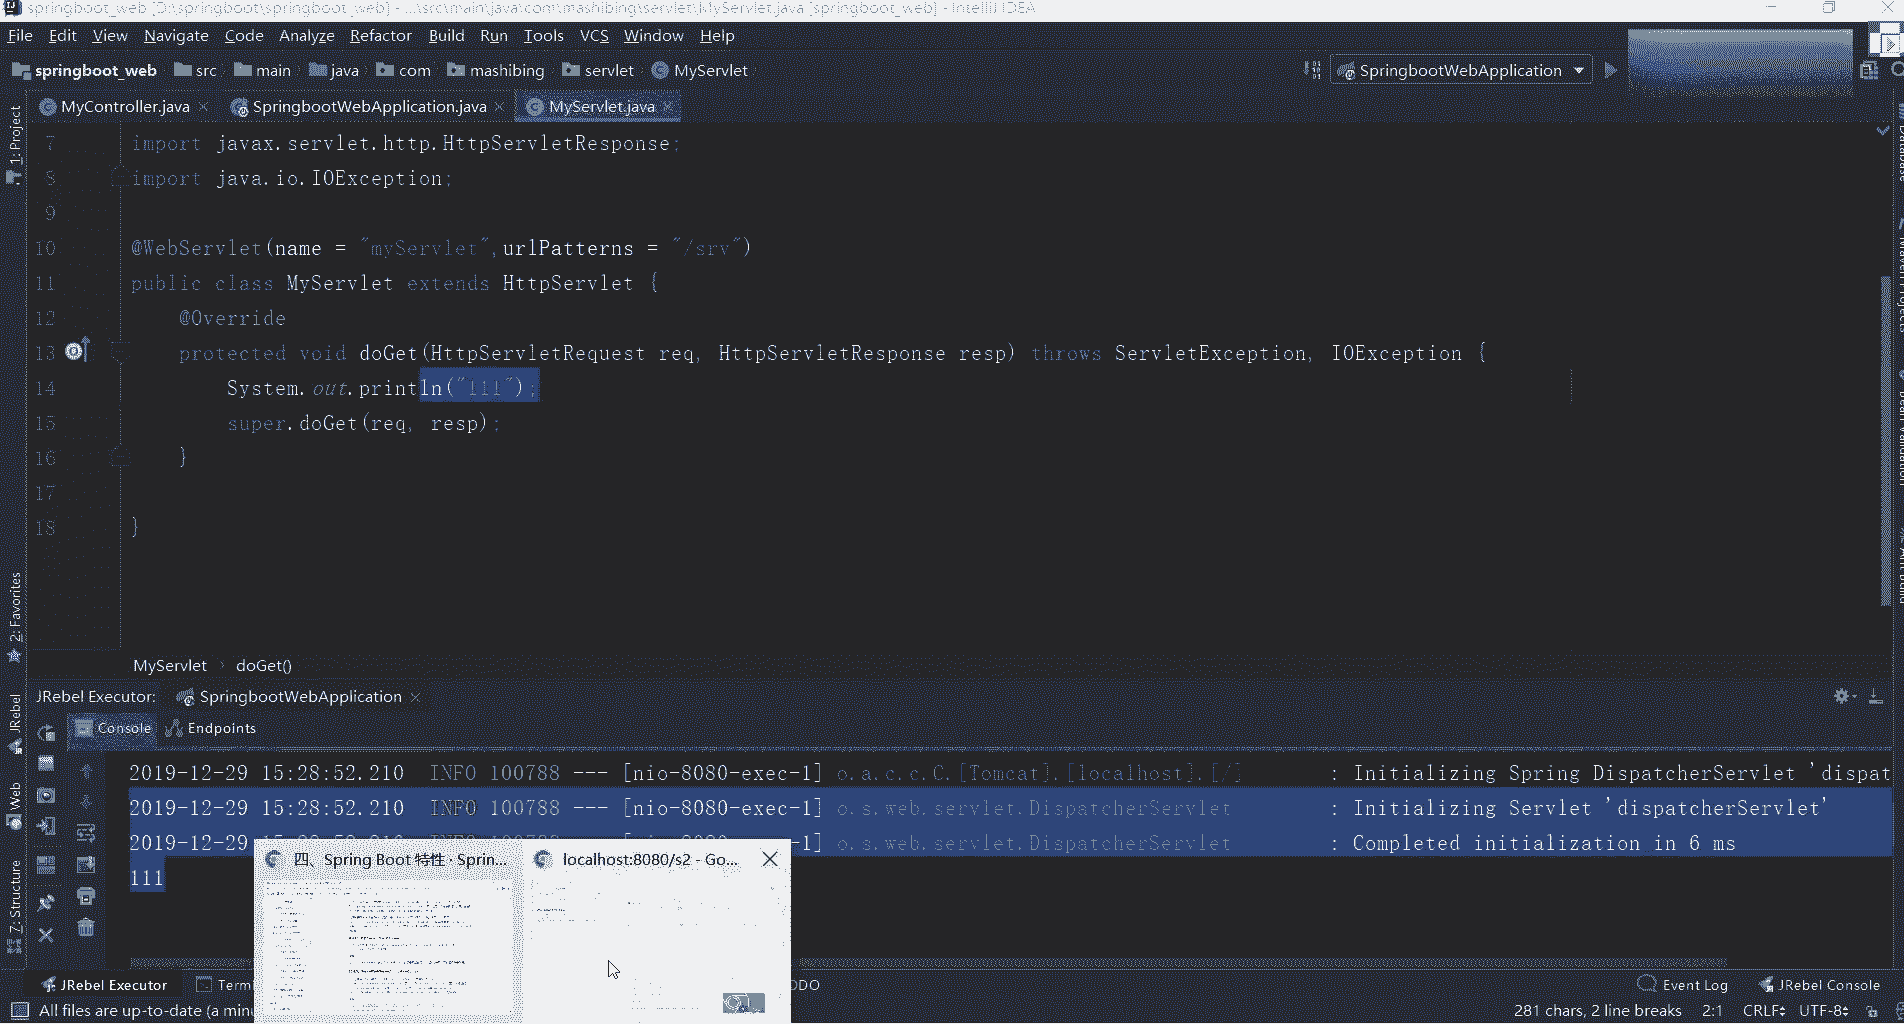 springboot_web [D:\springboot\springboot_web] - ...\src\main\java\com\mashibing\servlet\MyServlet.java [springboot_web] - IntelliJ IDEA
File Edit View Navigate Code Analyze Refactor Build Run Tools VCS Window Help
springboot_web src main java com mashibing servlet MyServlet SpringbootWebApplication
MyController.java SpringbootWebApplication.java MyServlet.java
1: Project
7 import javax.servlet.http.HttpServletResponse;
8 import java.io.IOException;
9
10 @WebServlet(name = "myServlet",urlPatterns = "/srv")
11 public class MyServlet extends HttpServlet {
12 @Override
13 protected void doGet(HttpServletRequest req, HttpServletResponse resp) throws ServletException, IOException {
14 System.out.println("111");
15 super.doGet(req, resp);
16 }
17
18 }
2: Favorites
MyServlet doGet()
JRebel Executor: SpringbootWebApplication
JRebel
Console Endpoints
2019-12-29 15:28:52.210 INFO 100788 --- [nio-8080-exec-1] o.a.c.c.C.[Tomcat].[localhost].[/] : Initializing Spring DispatcherServlet 'dispat
2019-12-29 15:28:52.210 INFO 100788 --- [nio-8080-exec-1] o.s.web.servlet.DispatcherServlet : Initializing Servlet 'dispatcherServlet'
2019-12-29 -1] o.s.web.servlet.DispatcherServlet : Completed initialization in 6 ms
111
Web
7: Structure
四、Spring Boot 特性 · Sprin... localhost:8080/s2 - Go...
JRebel Executor Termi ODO Event Log JRebel Console
All files are up-to-date (a minu 281 chars, 2 line breaks 2:1 CRLF UTF-8